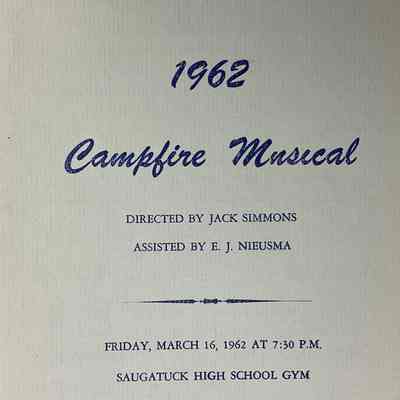 1962
Campfire Musical
DIRECTED BY JACK SIMMONS
ASSISTED BY E. J. NIEUSMA
FRIDAY, MARCH 16, 1962 AT 7:30 P.M.
SAUGATUCK HIGH SCHOOL GYM